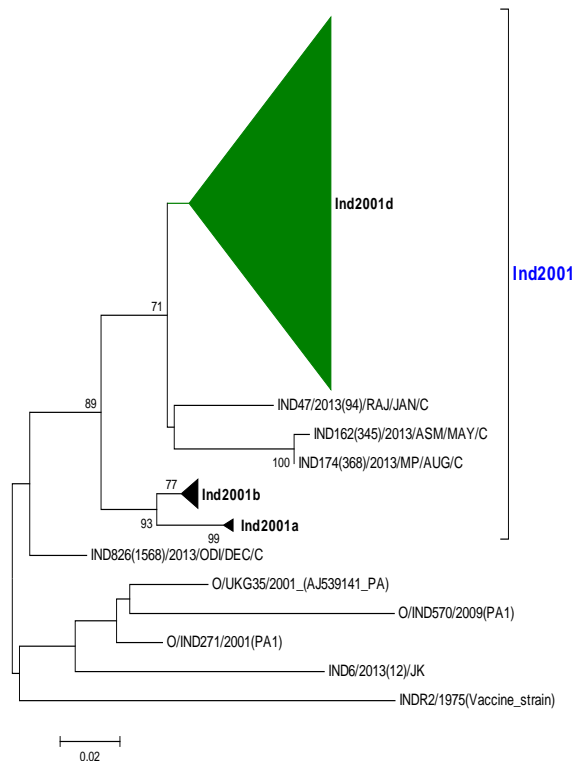 Ind2001d
Ind2001
71
IND47/2013(94)/RAJ/JAN/C
89
IND162(345)/2013/ASM/MAY/C
100
IND174(368)/2013/MP/AUG/C
77
Ind2001b
93
Ind2001a
99
IND826(1568)/2013/ODI/DEC/C
O/UKG35/2001_(AJ539141_PA)
O/IND570/2009(PA1)
O/IND271/2001(PA1)
IND6/2013(12)/JK
INDR2/1975(Vaccine_strain)
0.02